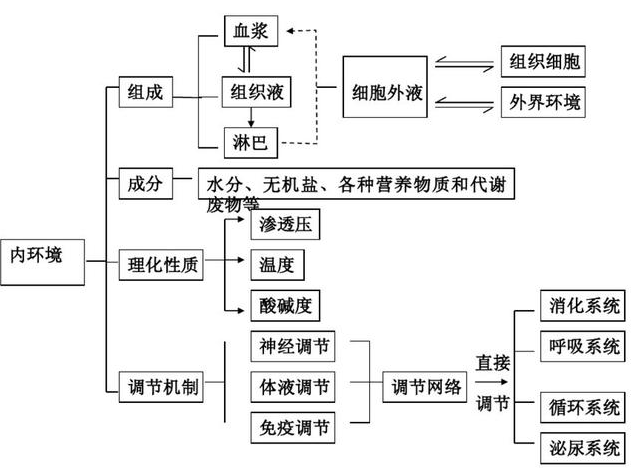 血浆
组成
组织液
淋巴
细胞外液
组织细胞
外界环境
成分
水分、无机盐、各种营养物质和代谢
废物等
内环境
理化性质
渗透压
温度
酸碱度
调节机制
神经调节
体液调节
免疫调节
调节网络
直接
调节
消化系统
呼吸系统
循环系统
泌尿系统